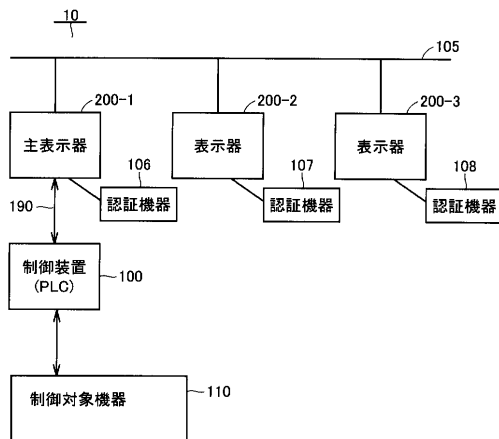 10
105
200-1
200-2
200-3
主表示器
表示器
表示器
106
107
108
認証機器
認証機器
認証機器
190
制御装置
(PLC)
100
制御対象機器
110